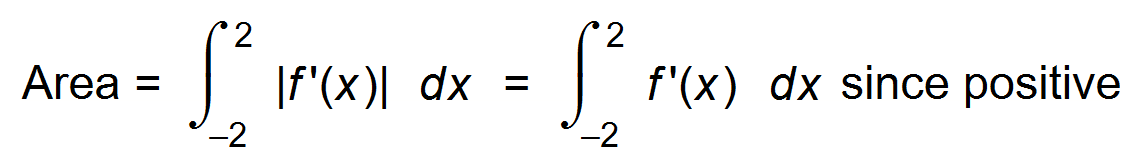 Area = ∫_{–2}^{2} |f'(x)| dx = ∫_{–2}^{2} f'(x) dx since positive